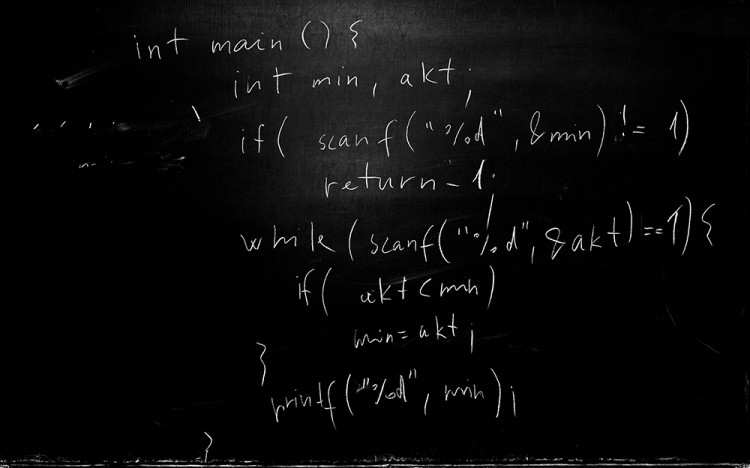 int main () {
int min, akt;
if( scanf("%d", &min) != 1)
return -1;
while (scanf("%d", &akt) == 1) {
if( akt < min)
min = akt;
}
printf("%d", min);
}